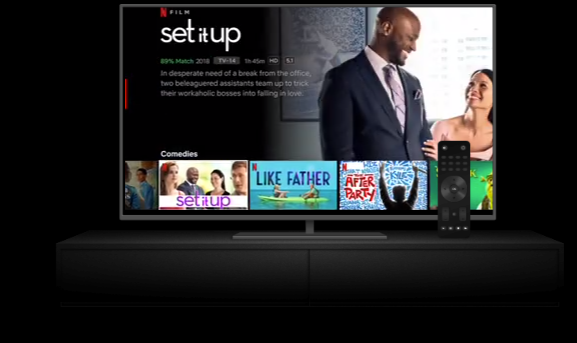 N FILM
set it up
89% Match 2018 TV-14 1h 45m HD 5.1
In desperate need of a break from the office,
two beleaguered assistants team up to trick
their workaholic bosses into falling in love.
Comedies
set it up
N
LIKE FATHER
N
AFTER
PARTY